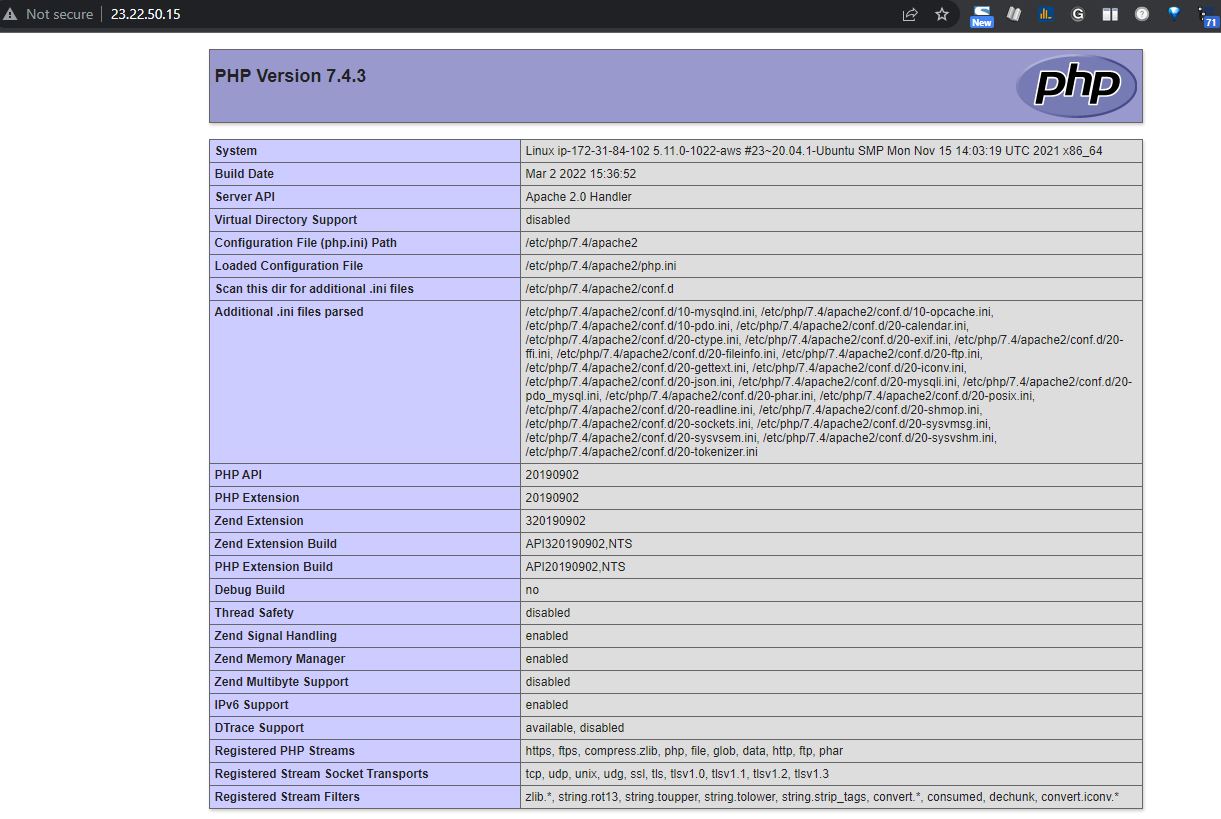 Not secure 23.22.50.15
New
G
?
71
PHP Version 7.4.3
php
System Linux ip-172-31-84-102 5.11.0-1022-aws #23~20.04.1-Ubuntu SMP Mon Nov 15 14:03:19 UTC 2021 x86_64
Build Date Mar 2 2022 15:36:52
Server API Apache 2.0 Handler
Virtual Directory Support disabled
Configuration File (php.ini) Path /etc/php/7.4/apache2
Loaded Configuration File /etc/php/7.4/apache2/php.ini
Scan this dir for additional .ini files /etc/php/7.4/apache2/conf.d
Additional .ini files parsed /etc/php/7.4/apache2/conf.d/10-mysqlnd.ini, /etc/php/7.4/apache2/conf.d/10-opcache.ini,
/etc/php/7.4/apache2/conf.d/10-pdo.ini, /etc/php/7.4/apache2/conf.d/20-calendar.ini,
/etc/php/7.4/apache2/conf.d/20-ctype.ini, /etc/php/7.4/apache2/conf.d/20-exif.ini, /etc/php/7.4/apache2/conf.d/20-
ffi.ini, /etc/php/7.4/apache2/conf.d/20-fileinfo.ini, /etc/php/7.4/apache2/conf.d/20-ftp.ini,
/etc/php/7.4/apache2/conf.d/20-gettext.ini, /etc/php/7.4/apache2/conf.d/20-iconv.ini,
/etc/php/7.4/apache2/conf.d/20-json.ini, /etc/php/7.4/apache2/conf.d/20-mysqli.ini, /etc/php/7.4/apache2/conf.d/20-
pdo_mysql.ini, /etc/php/7.4/apache2/conf.d/20-phar.ini, /etc/php/7.4/apache2/conf.d/20-posix.ini,
/etc/php/7.4/apache2/conf.d/20-readline.ini, /etc/php/7.4/apache2/conf.d/20-shmop.ini,
/etc/php/7.4/apache2/conf.d/20-sockets.ini, /etc/php/7.4/apache2/conf.d/20-sysvmsg.ini,
/etc/php/7.4/apache2/conf.d/20-sysvsem.ini, /etc/php/7.4/apache2/conf.d/20-sysvshm.ini,
/etc/php/7.4/apache2/conf.d/20-tokenizer.ini
PHP API 20190902
PHP Extension 20190902
Zend Extension 320190902
Zend Extension Build API320190902,NTS
PHP Extension Build API20190902,NTS
Debug Build no
Thread Safety disabled
Zend Signal Handling enabled
Zend Memory Manager enabled
Zend Multibyte Support disabled
IPv6 Support enabled
DTrace Support available, disabled
Registered PHP Streams https, ftps, compress.zlib, php, file, glob, data, http, ftp, phar
Registered Stream Socket Transports tcp, udp, unix, udg, ssl, tls, tlsv1.0, tlsv1.1, tlsv1.2, tlsv1.3
Registered Stream Filters zlib.*, string.rot13, string.toupper, string.tolower, string.strip_tags, convert.*, consumed, dechunk, convert.iconv.*